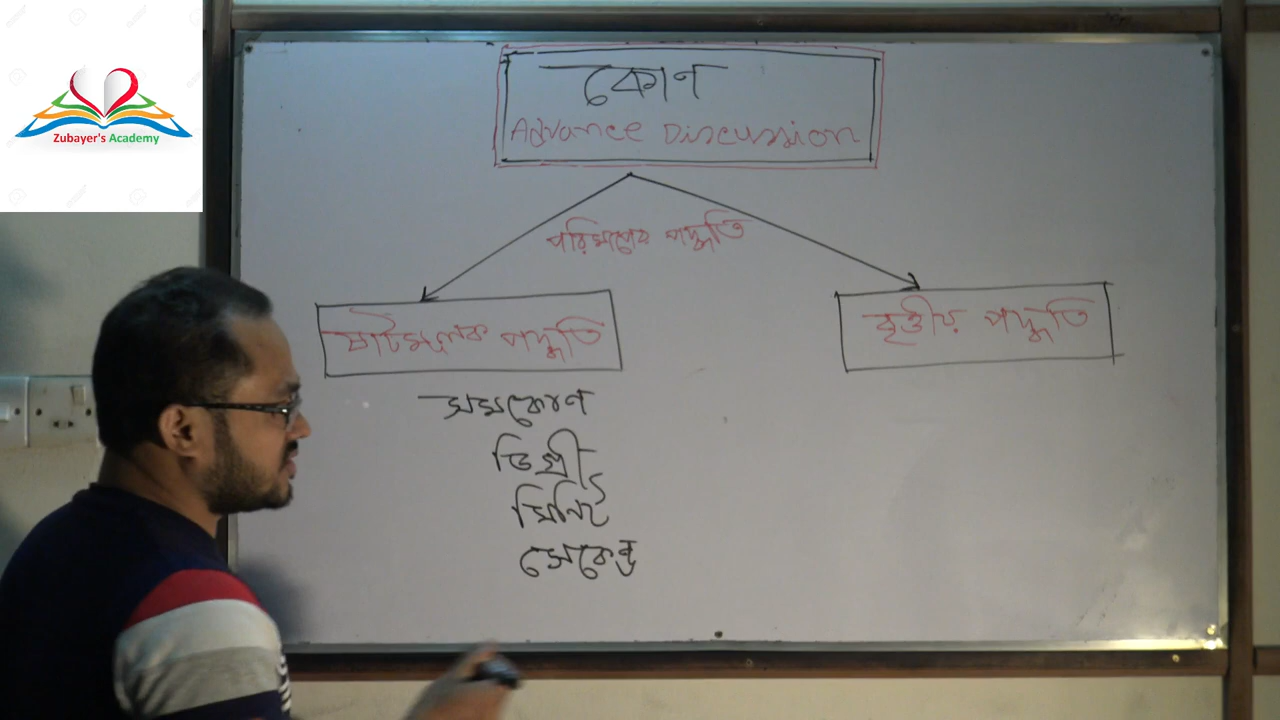 Zubayer's Academy
কোণ
Advance Discussion
পরিমাপের পদ্ধতি
ষাটমূলক পদ্ধতি
বৃত্তীয় পদ্ধতি
সমকোণ
ডিগ্রী
মিনিট
সেকেন্ড